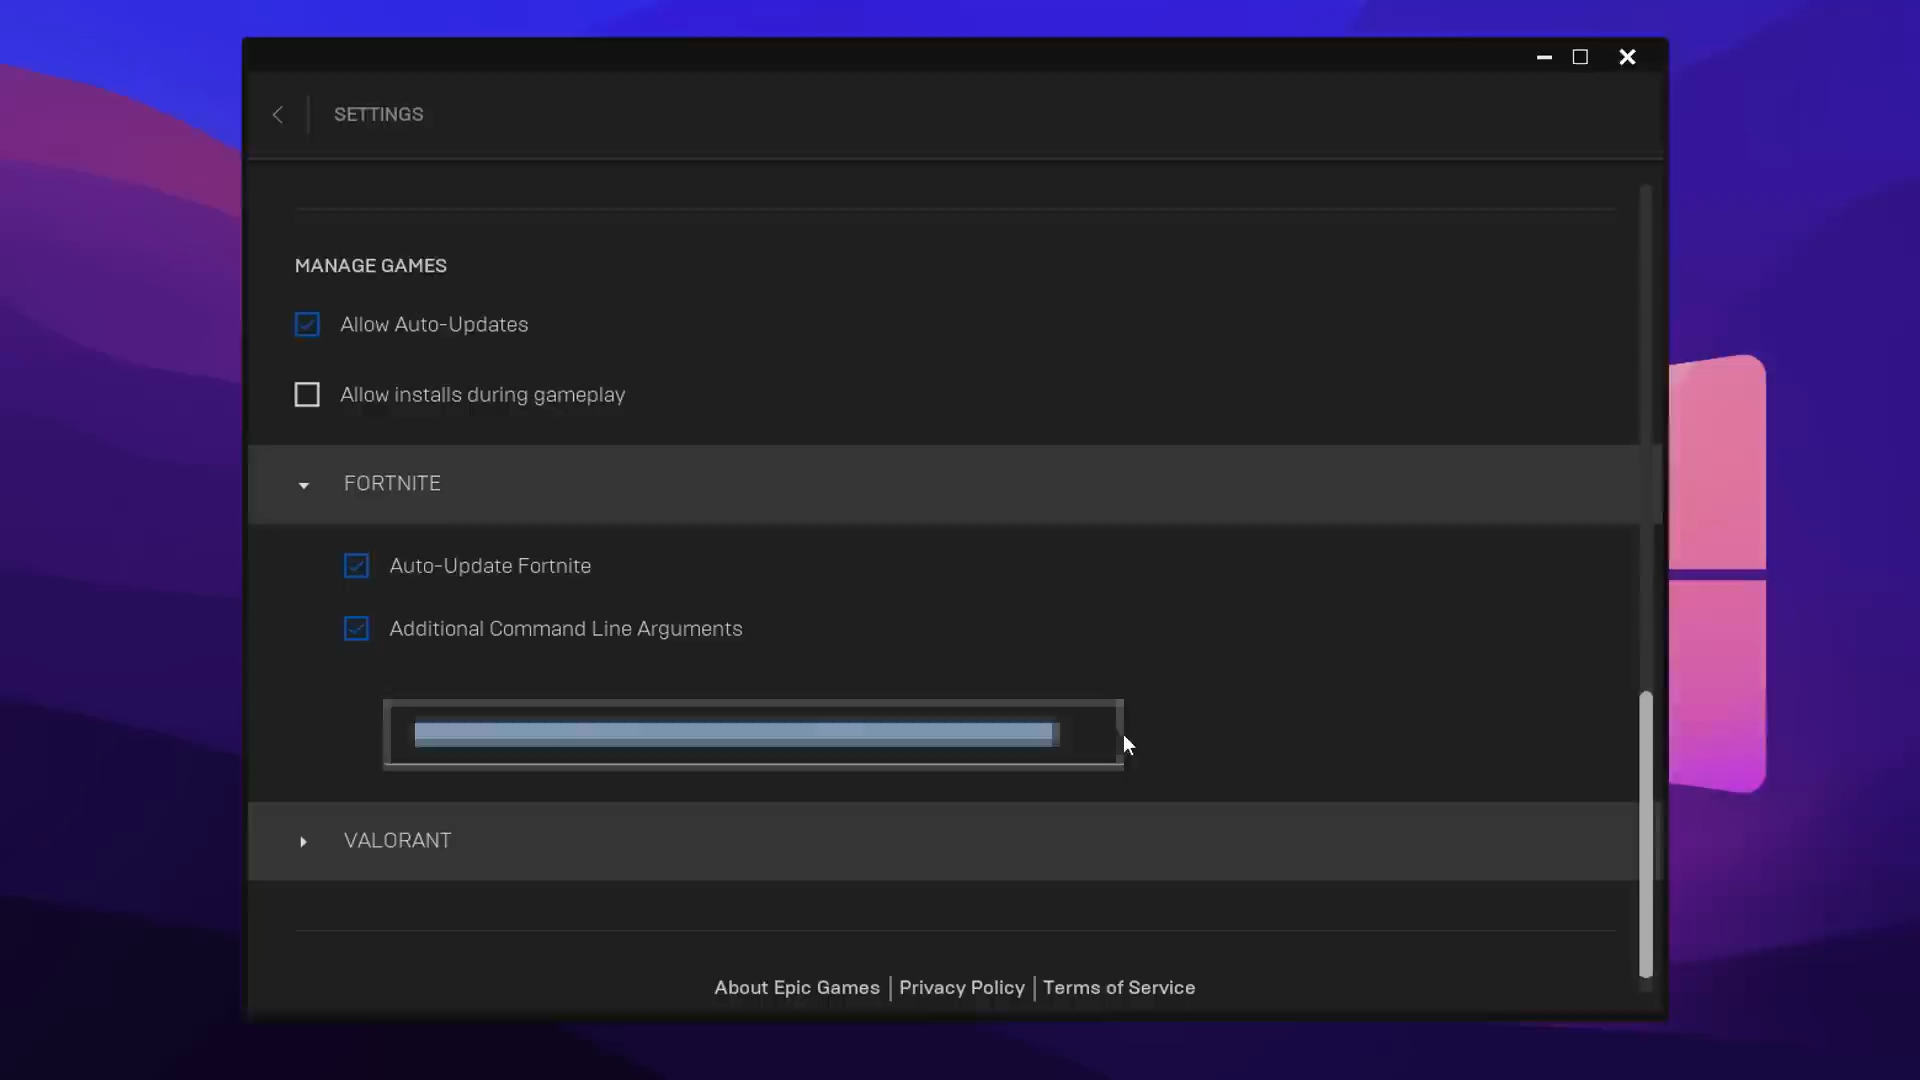 SETTINGS
MANAGE GAMES
Allow Auto-Updates
Allow installs during gameplay
FORTNITE
Auto-Update Fortnite
Additional Command Line Arguments
VALORANT
About Epic Games | Privacy Policy | Terms of Service